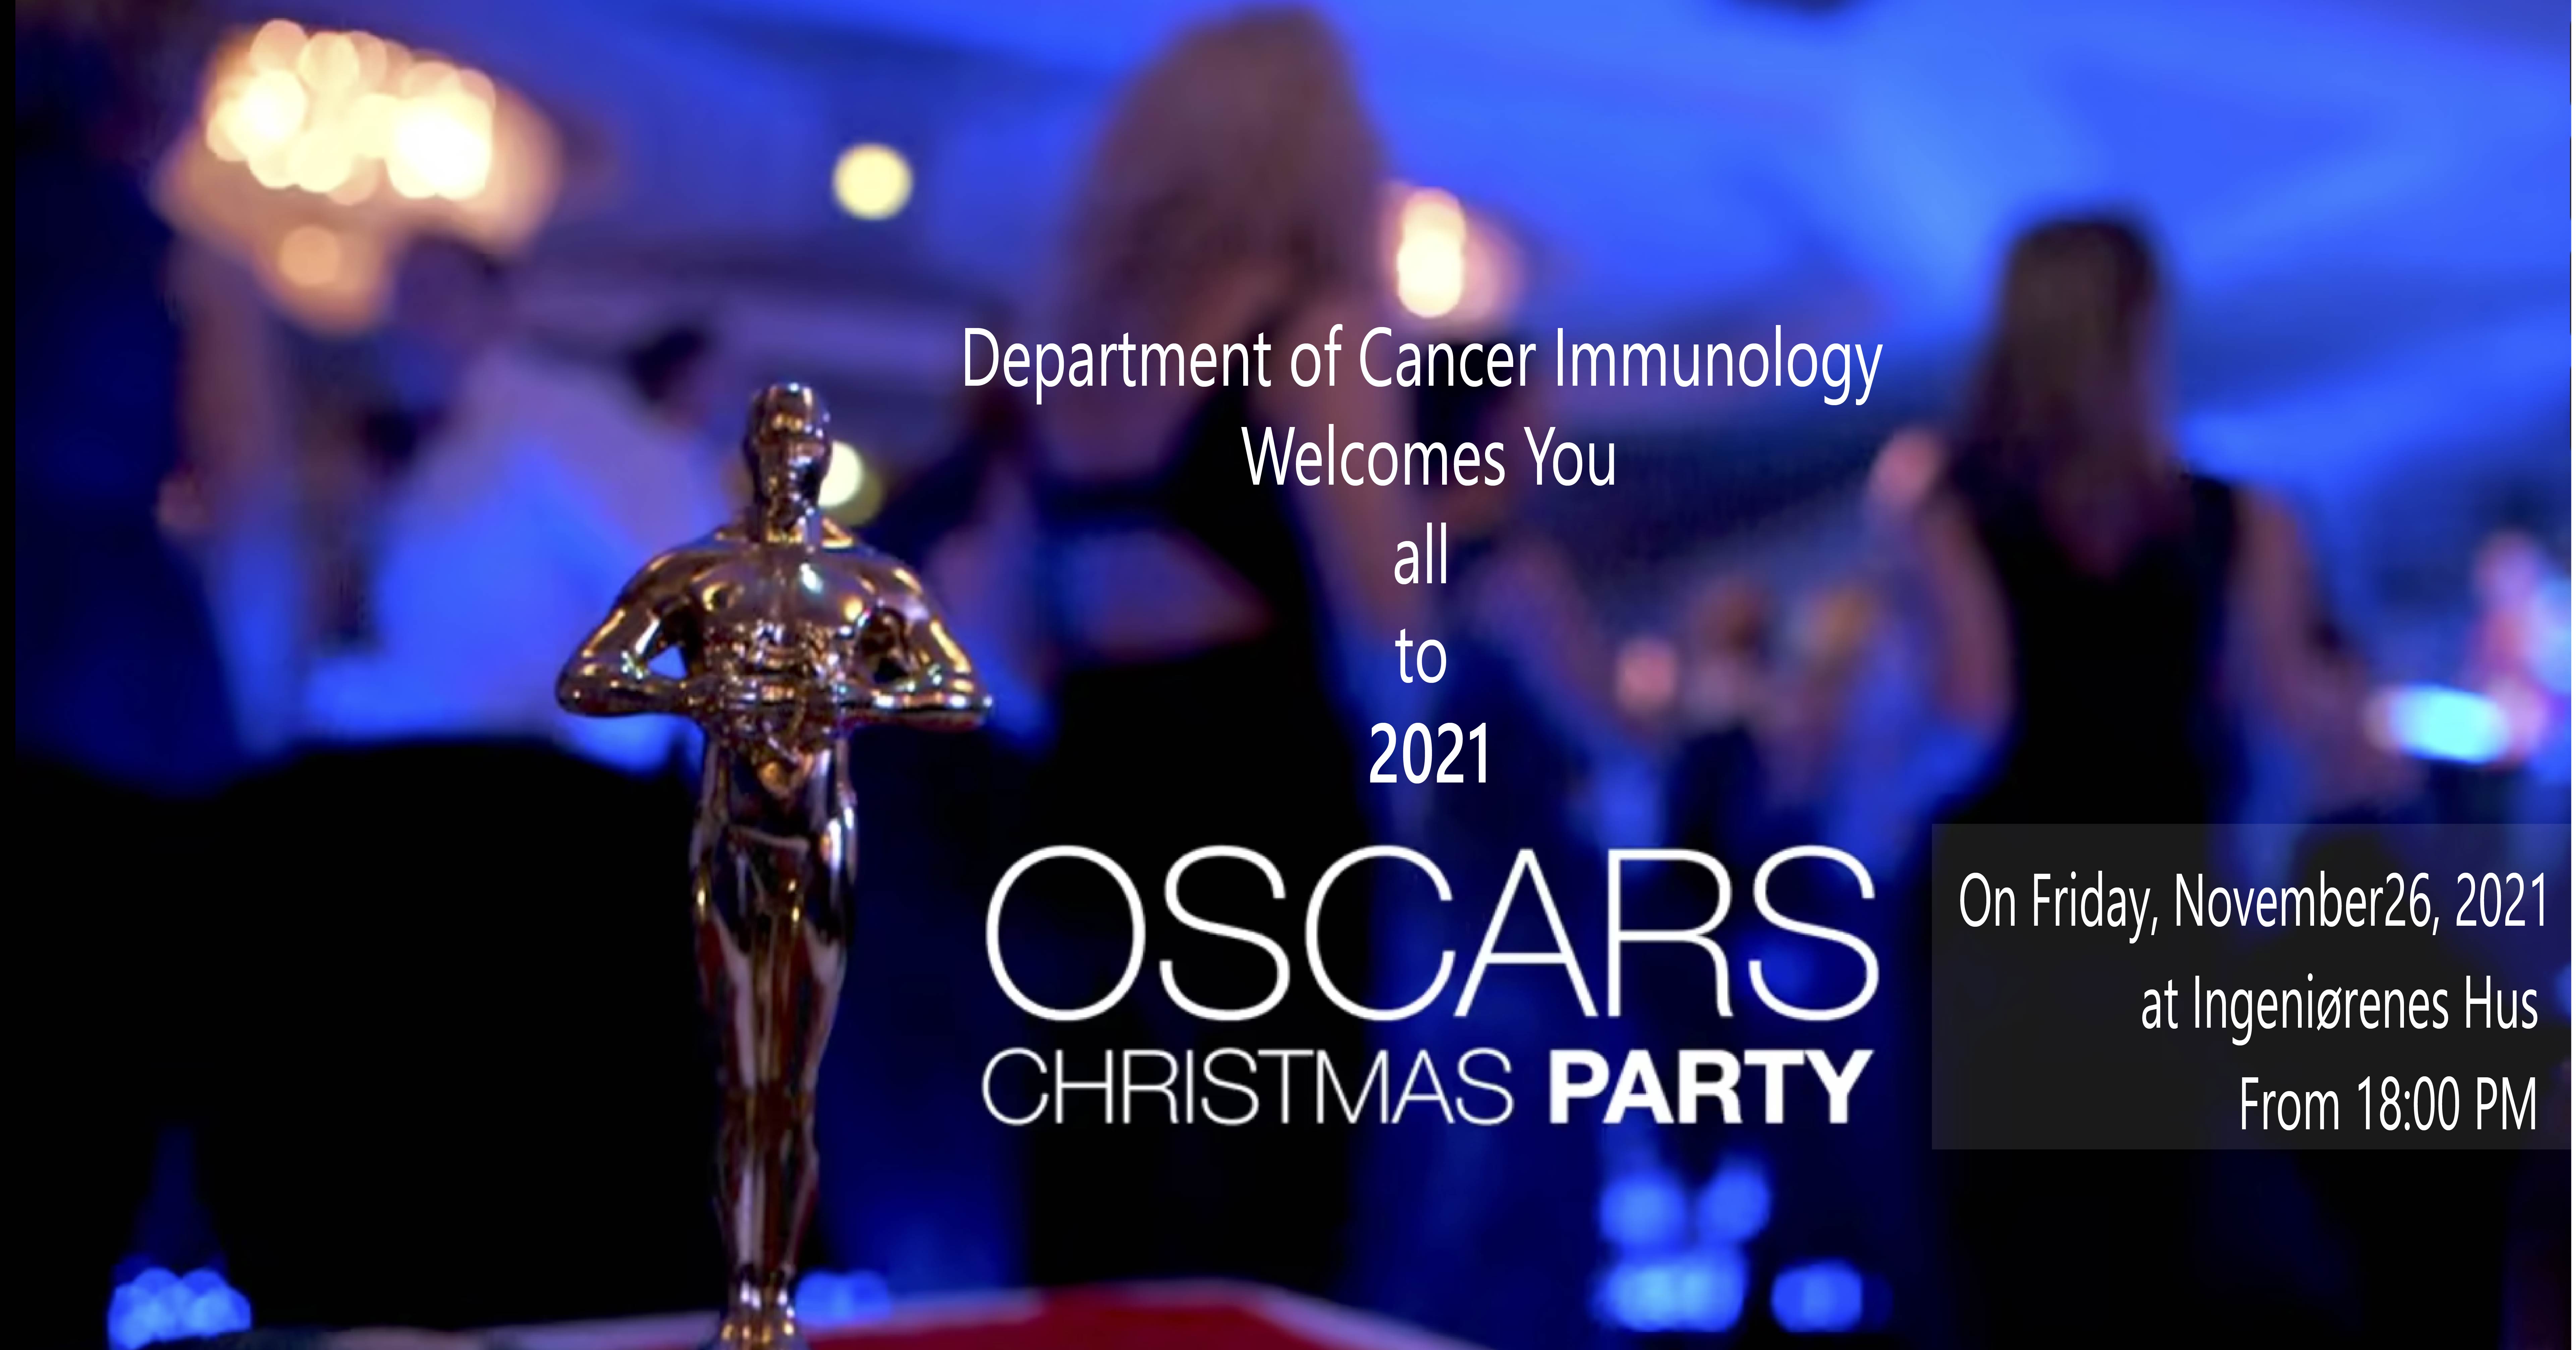 Department of Cancer Immunology
Welcomes You
all
to
2021
OSCARS
CHRISTMAS PARTY
On Friday, November26, 2021
at Ingeniørenes Hus
From 18:00 PM